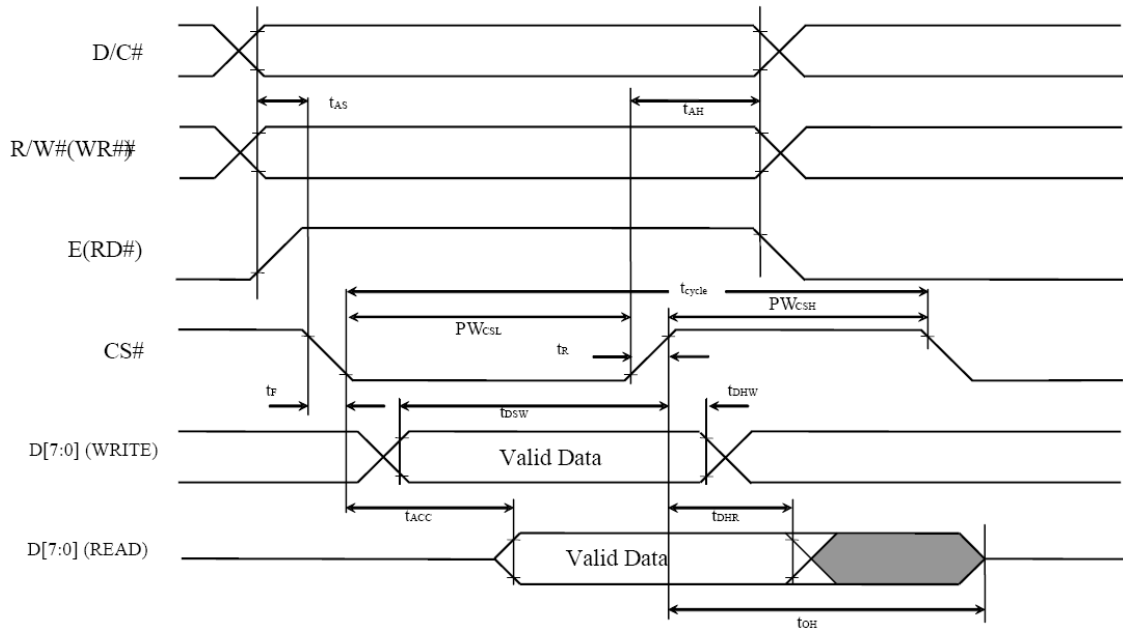 D/C#
tAS
tAH
R/W#(WR##)
E(RD#)
tcycle
PWCSL
PWCSH
CS#
tR
tF
tDSW
tDHW
D[7:0] (WRITE)
Valid Data
tACC
tDHR
D[7:0] (READ)
Valid Data
tOH